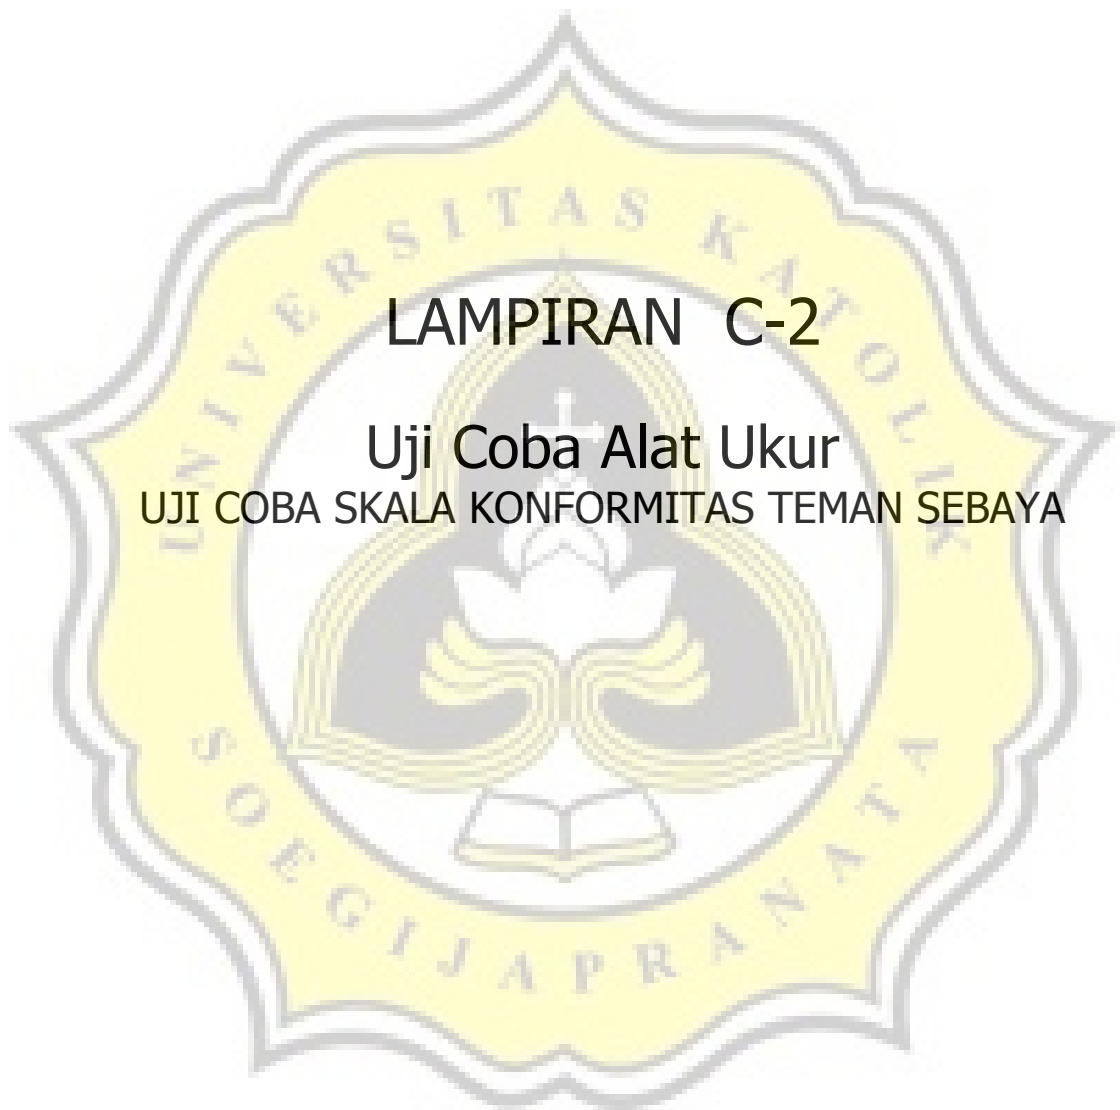 UNIVERSITAS KATOLIK
LAMPIRAN C-2
Uji Coba Alat Ukur
UJI COBA SKALA KONFORMITAS TEMAN SEBAYA
SOEGIJAPRANATA